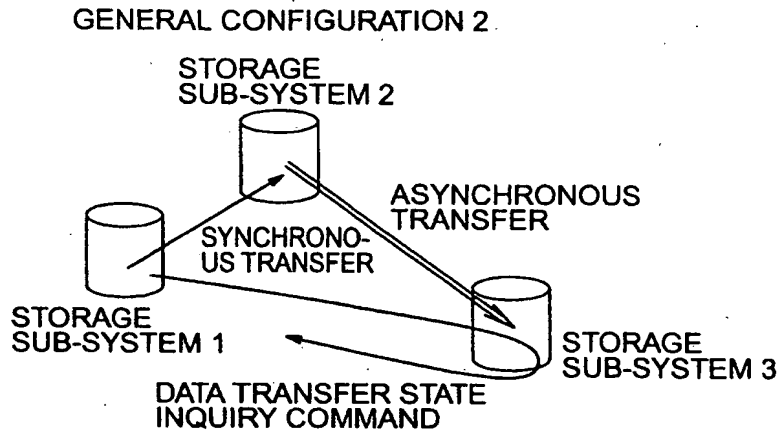 GENERAL CONFIGURATION 2
STORAGE
SUB-SYSTEM 2
ASYNCHRONOUS
TRANSFER
SYNCHRONO-
US TRANSFER
STORAGE
SUB-SYSTEM 1
STORAGE
SUB-SYSTEM 3
DATA TRANSFER STATE
INQUIRY COMMAND